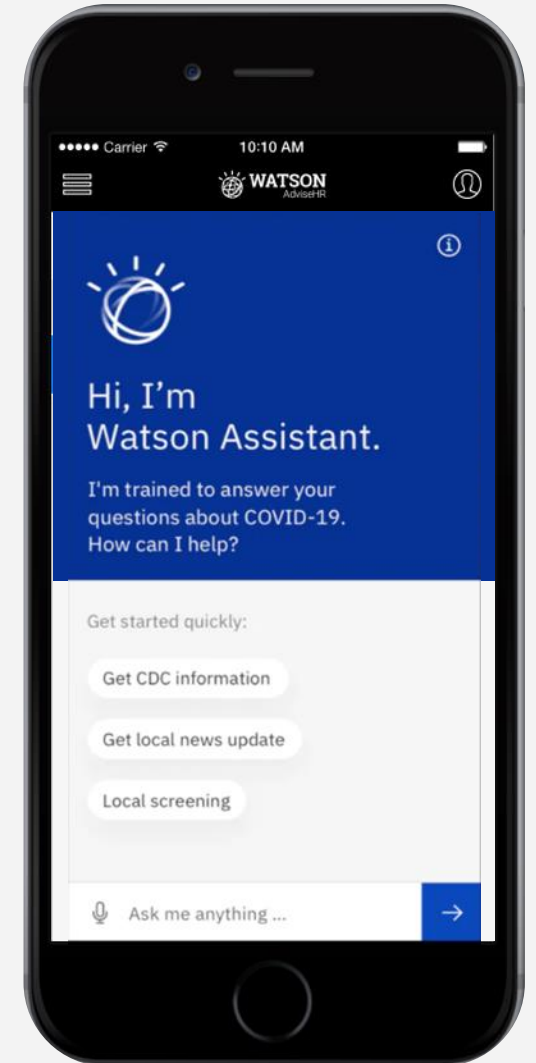 Carrier 10:10 AM
WATSON
AdviseHR
Hi, I'm
Watson Assistant.
I'm trained to answer your
questions about COVID-19.
How can I help?
Get started quickly:
Get CDC information
Get local news update
Local screening
Ask me anything ...